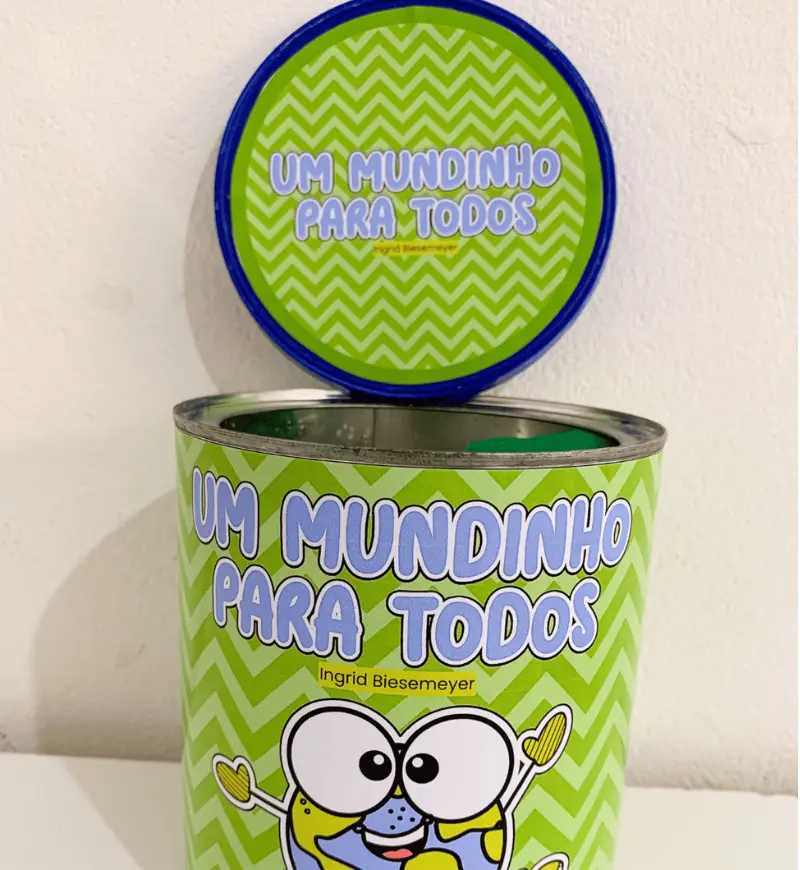 UM MUNDINHO
PARA TODOS
Ingrid Biesemeyer
UM MUNDINHO
PARA TODOS
Ingrid Biesemeyer